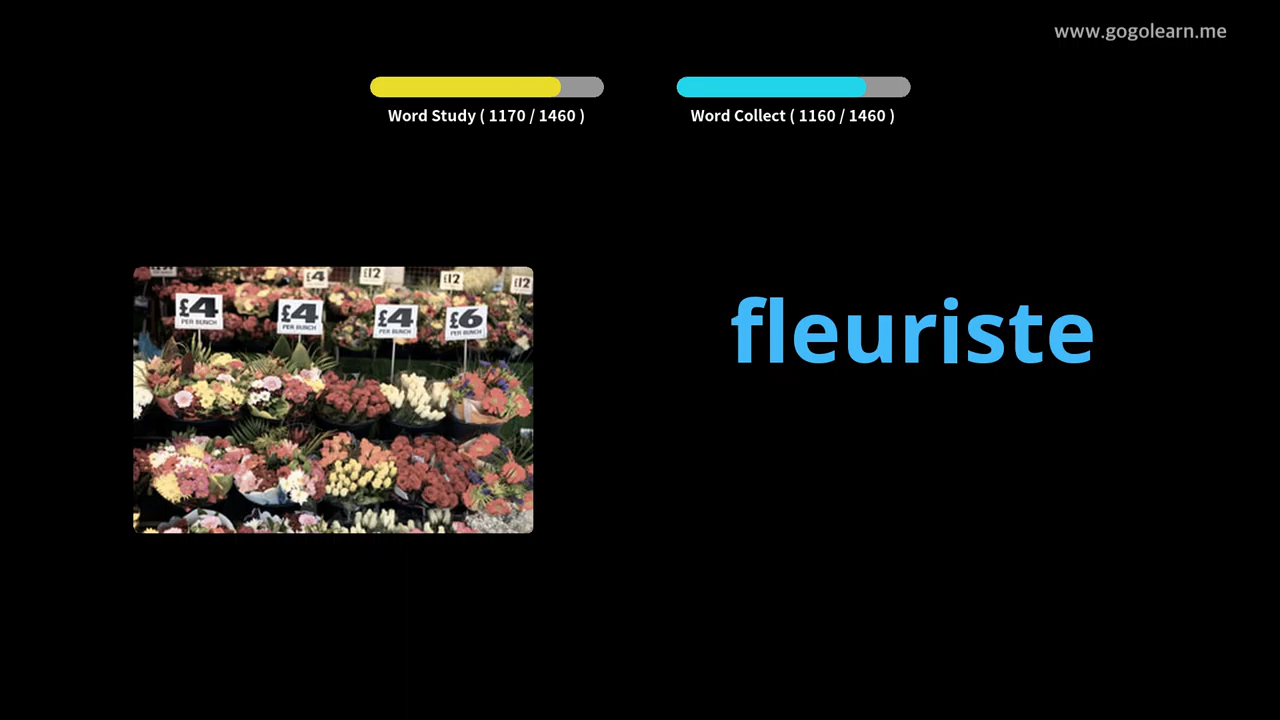 www.gogolearn.me
Word Study ( 1170 / 1460 )
Word Collect ( 1160 / 1460 )
£4
£12
£12
£12
£4
PER BUNCH
£4
PER BUNCH
£4
PER BUNCH
£6
PER BUNCH
fleuriste